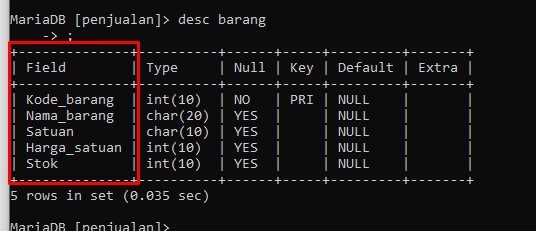 MariaDB [penjualan]> desc barang
    -> ;
+--------------+----------+------+-----+---------+-------+
| Field        | Type     | Null | Key | Default | Extra |
+--------------+----------+------+-----+---------+-------+
| Kode_barang  | int(10)  | NO   | PRI | NULL    |       |
| Nama_barang  | char(20) | YES  |     | NULL    |       |
| Satuan       | char(10) | YES  |     | NULL    |       |
| Harga_satuan | int(10)  | YES  |     | NULL    |       |
| Stok         | int(10)  | YES  |     | NULL    |       |
+--------------+----------+------+-----+---------+-------+
5 rows in set (0.035 sec)
MariaDB [penjualan]>